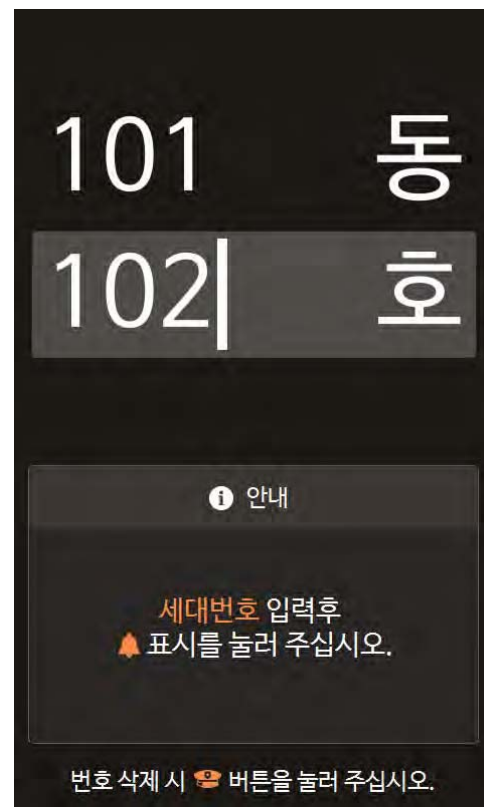 101 동
102 호
안내
세대번호 입력후
표시를 눌러 주십시오.
번호 삭제 시 버튼을 눌러 주십시오.